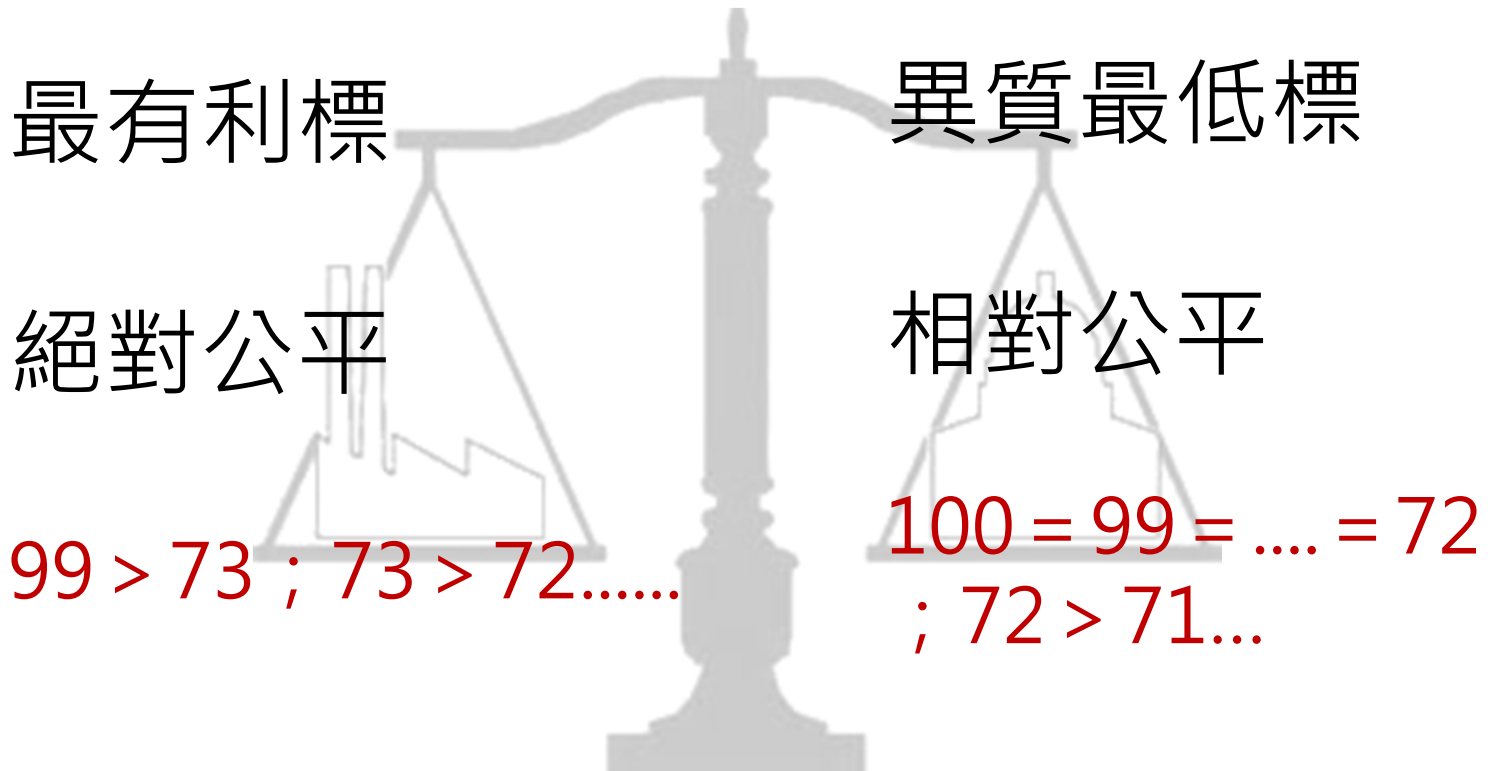 最有利標
絕對公平
99 > 73 ; 73 > 72......
異質最低標
相對公平
100 = 99 = .... = 72
; 72 > 71...